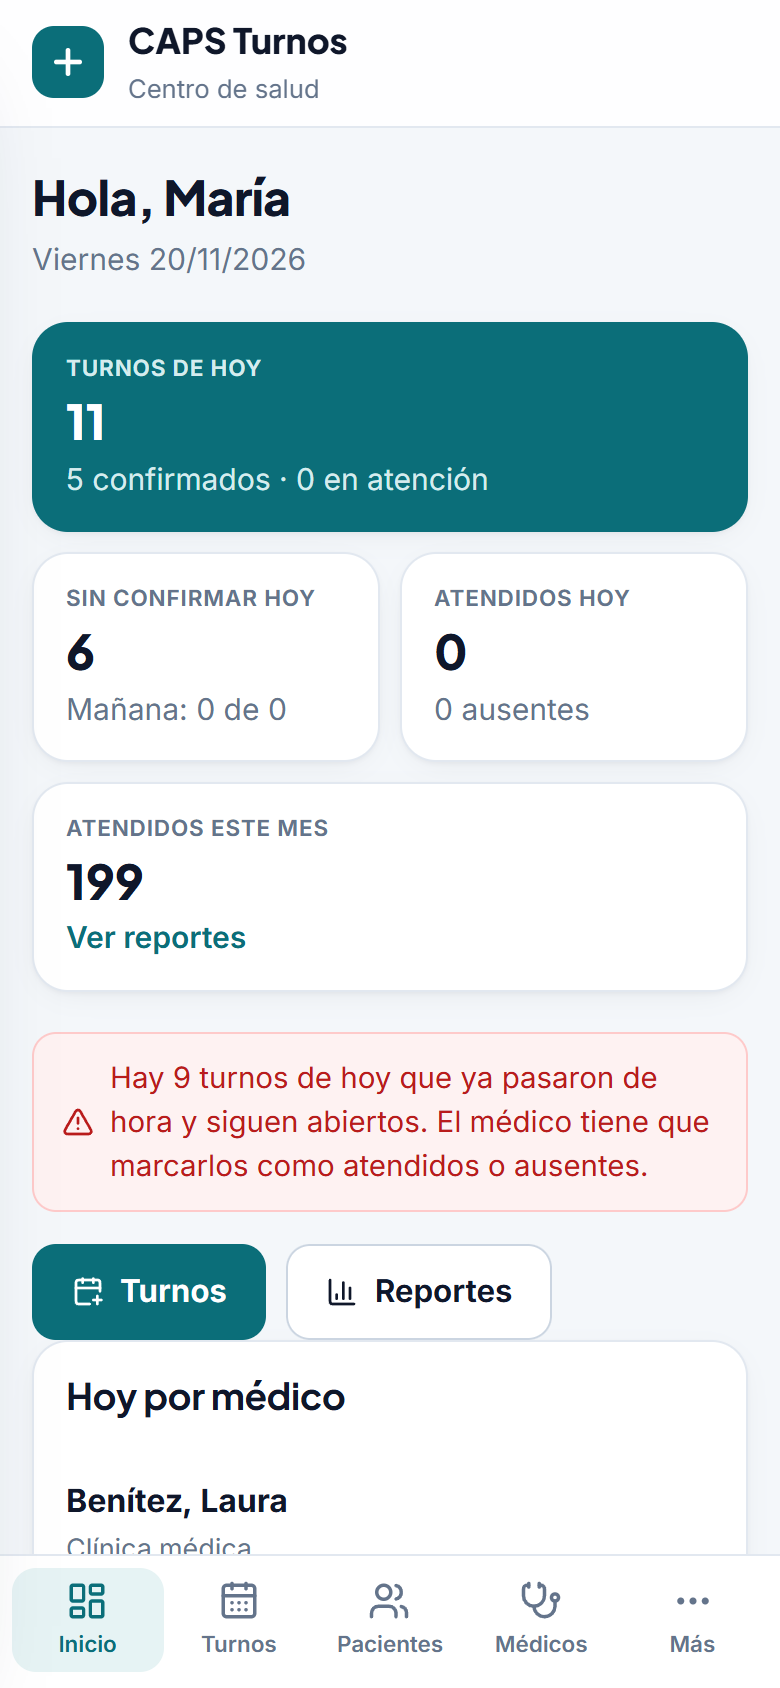 CAPS Turnos
Centro de salud
Hola, María
Viernes 20/11/2026
TURNOS DE HOY
11
5 confirmados · 0 en atención
SIN CONFIRMAR HOY
6
Mañana: 0 de 0
ATENDIDOS HOY
0
0 ausentes
ATENDIDOS ESTE MES
199
Ver reportes
Hay 9 turnos de hoy que ya pasaron de
hora y siguen abiertos. El médico tiene que
marcarlos como atendidos o ausentes.
Turnos
Reportes
Hoy por médico
Benítez, Laura
Clínica médica
Inicio
Turnos
Pacientes
Médicos
Más